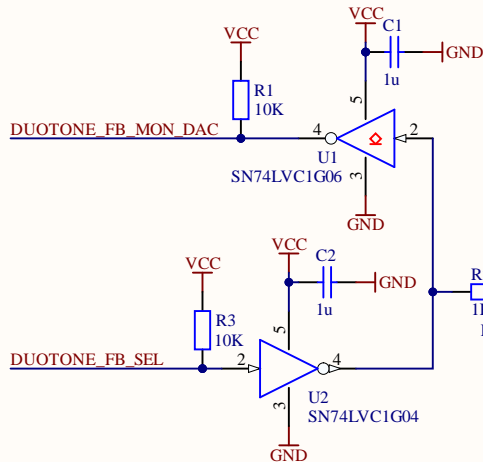 VCC
VCC
C1
GND
1u
R1
10K
5
DUOTONE_FB_MON_DAC
4
2
U1
SN74LVC1G06
3
GND
VCC
VCC
C2
GND
1u
R3
10K
5
DUOTONE_FB_SEL
2
4
U2
3
SN74LVC1G04
GND